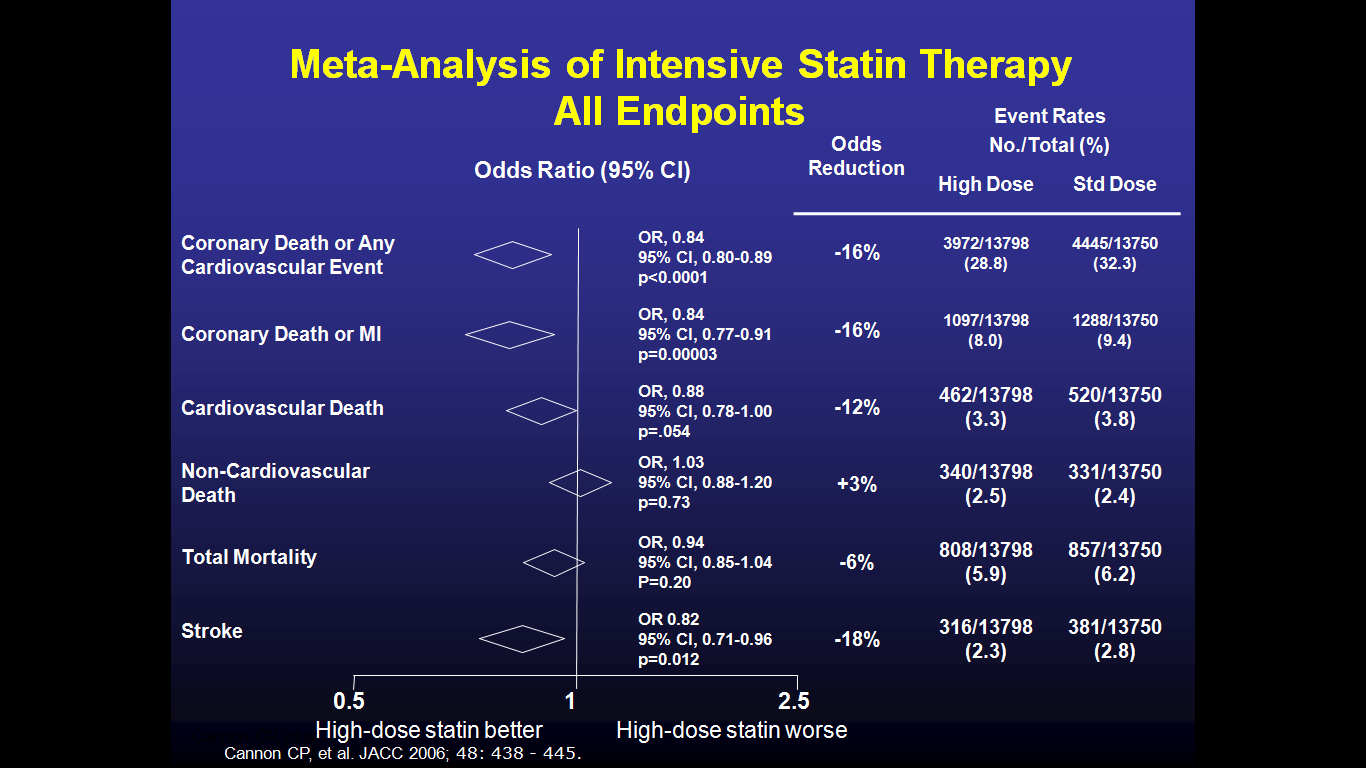 Meta-Analysis of Intensive Statin Therapy
All Endpoints
Event Rates
No./Total (%)
Odds
Reduction
Odds Ratio (95% CI)
High Dose
Std Dose
Coronary Death or Any
Cardiovascular Event
OR, 0.84
95% CI, 0.80-0.89
p<0.0001
-16%
3972/13798
(28.8)
4445/13750
(32.3)
Coronary Death or MI
OR, 0.84
95% CI, 0.77-0.91
p=0.00003
-16%
1097/13798
(8.0)
1288/13750
(9.4)
Cardiovascular Death
OR, 0.88
95% CI, 0.78-1.00
p=.054
-12%
462/13798
(3.3)
520/13750
(3.8)
Non-Cardiovascular
Death
OR, 1.03
95% CI, 0.88-1.20
p=0.73
+3%
340/13798
(2.5)
331/13750
(2.4)
Total Mortality
OR, 0.94
95% CI, 0.85-1.04
P=0.20
-6%
808/13798
(5.9)
857/13750
(6.2)
Stroke
OR 0.82
95% CI, 0.71-0.96
p=0.012
-18%
316/13798
(2.3)
381/13750
(2.8)
0.5
1
2.5
High-dose statin better
High-dose statin worse
Cannon CP, et al. JACC 2006; 48: 438 - 445.